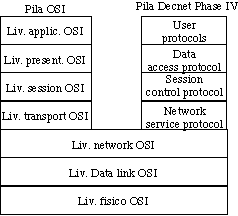 Pila OSI
Pila Decnet Phase IV
Liv. applic. OSI
User
protocols
Liv. present. OSI
Data
access protocol
Liv. session OSI
Session
control protocol
Liv. transport OSI
Network
service protocol
Liv. network OSI
Liv. Data link OSI
Liv. fisico OSI